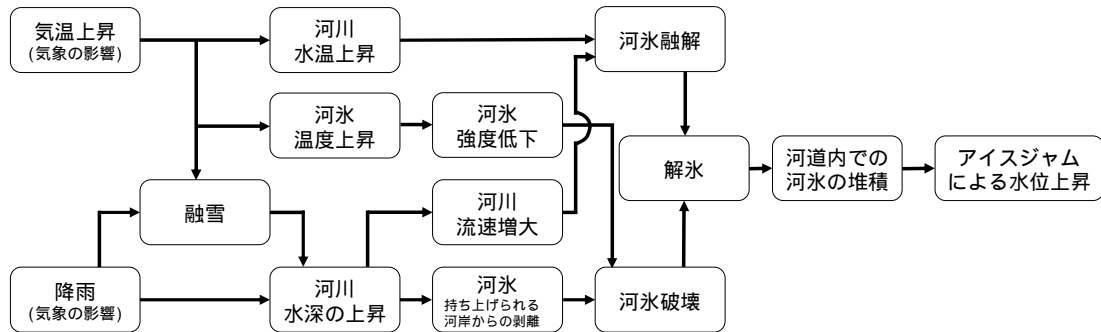 気温上昇
(気象の影響)
河川
水温上昇
河氷融解
河氷
温度上昇
河氷
強度低下
解氷
河道内での
河氷の堆積
アイスジャム
による水位上昇
融雪
河川
流速増大
降雨
(気象の影響)
河川
水深の上昇
河氷
持ち上げられる
河岸からの剥離
河氷破壊